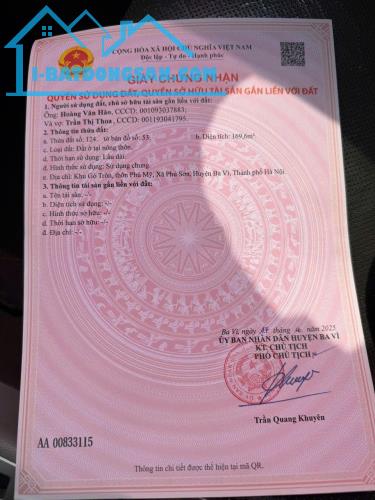 CỘNG HÒA XÃ HỘI CHỦ NGHĨA VIỆT NAM
Độc lập - Tự do - Hạnh phúc
I-BATDONGSAN.COM
GIẤY CHỨNG NHẬN
QUYỀN SỬ DỤNG ĐẤT, QUYỀN SỞ HỮU TÀI SẢN GẮN LIỀN VỚI ĐẤT
1. Người sử dụng đất, chủ sở hữu tài sản gắn liền với đất:
Ông: Hoàng Văn Hào, CCCD: 001093037883;
Và vợ: Trần Thị Thoa, CCCD: 001193041795.
2. Thông tin thửa đất:
a. Thửa đất số: 124 tờ bản đồ số: 53. b. Diện tích: 169,6m²
c. Loại đất: Đất ở tại nông thôn.
d. Thời hạn sử dụng: Lâu dài.
đ. Hình thức sử dụng: Sử dụng chung.
e. Địa chỉ: Khu Gò Tròn, thôn Phú Mỹ, Xã Phú Sơn, Huyện Ba Vì, Thành phố Hà Nội.
3. Thông tin tài sản gắn liền với đất:
a. Tên tài sản: -/-
b. Diện tích sử dụng: -/-
c. Hình thức sở hữu: -/-
d. Thời hạn sở hữu: -/-
đ. Địa chỉ: -/-
Ba Vì, ngày tháng 4 năm 2025
ỦY BAN NHÂN DÂN HUYỆN BA VÌ
KT. CHỦ TỊCH
PHÓ CHỦ TỊCH
Trần Quang Khuyên
AA 00833115
Thông tin chi tiết được thể hiện tại mã QR.